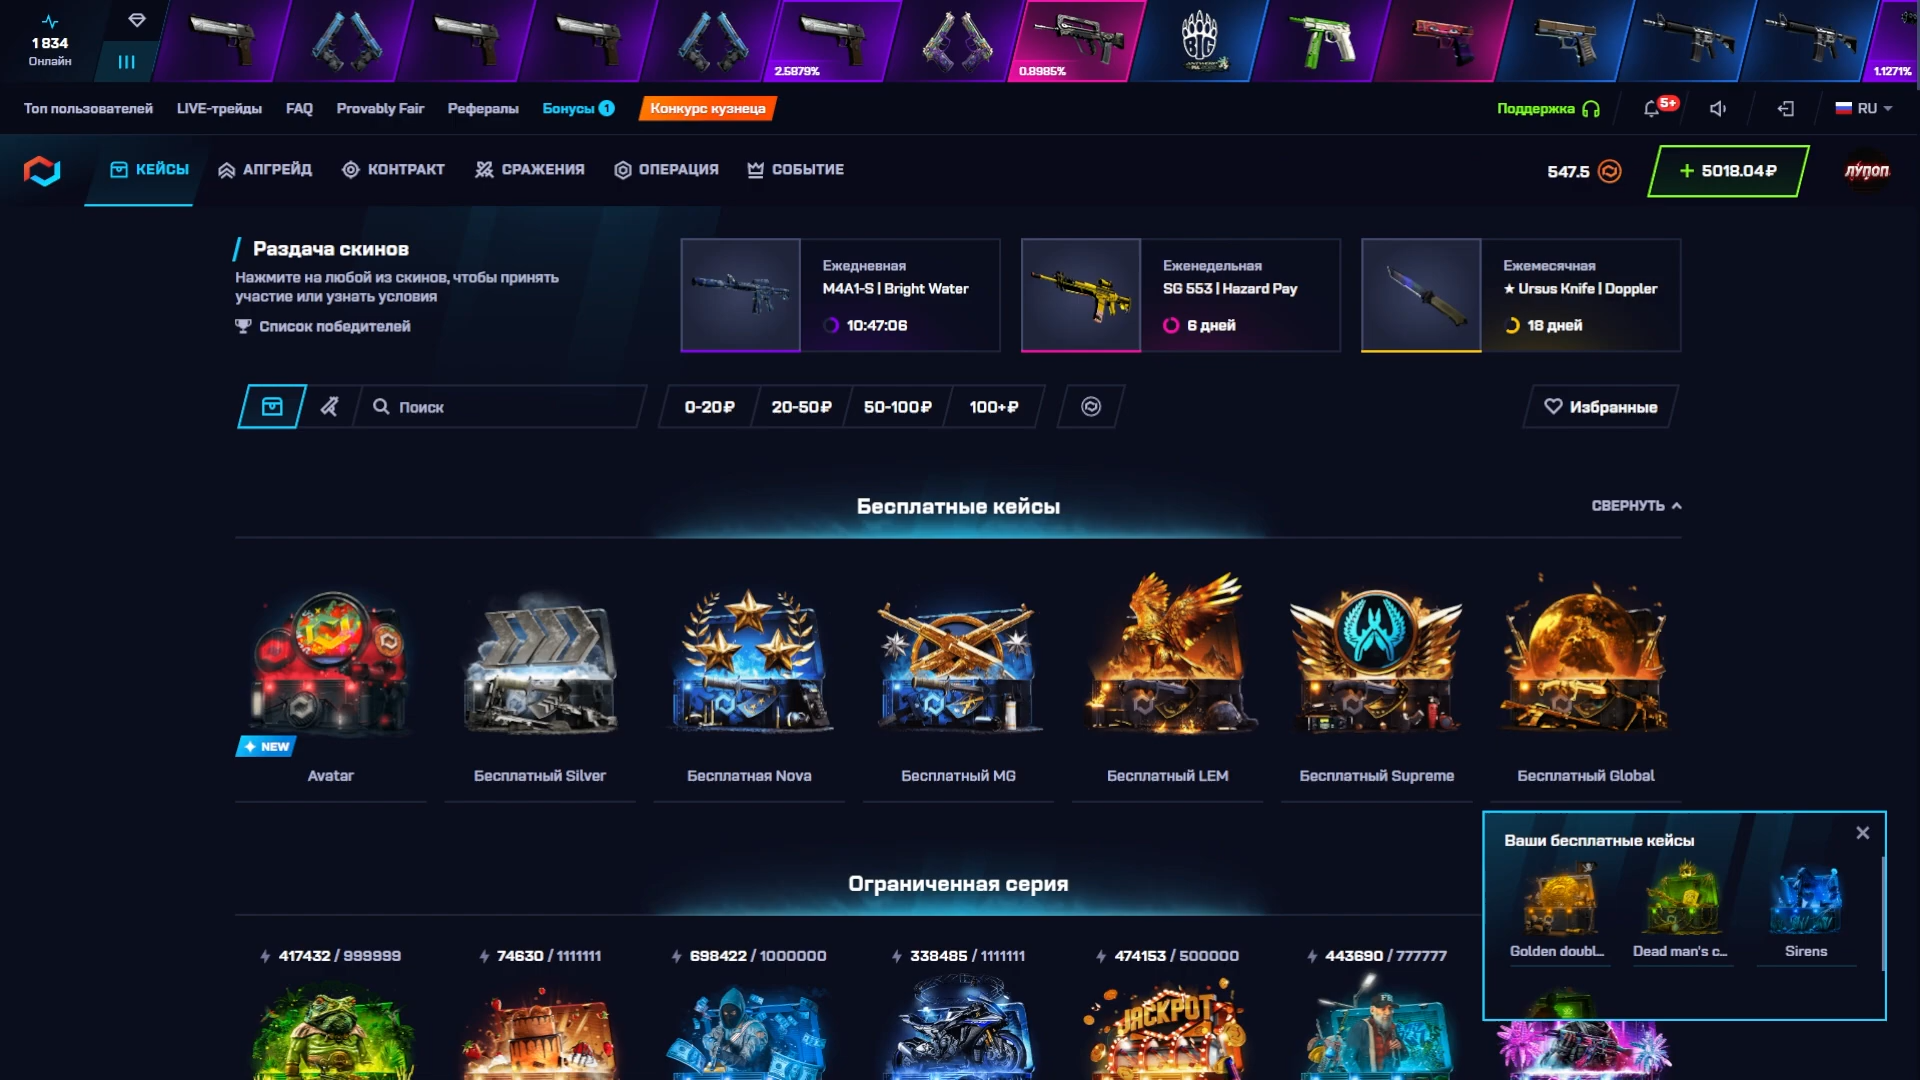 1 834
Онлайн
2.5879%
0.8985%
1.1271%
Топ пользователей
LIVE-трейды
FAQ
Provably Fair
Рефералы
Бонусы 1
Конкурс кузнеца
Поддержка
5+
RU
КЕЙСЫ
АПГРЕЙД
КОНТРАКТ
СРАЖЕНИЯ
ОПЕРАЦИЯ
СОБЫТИЕ
547.5
+ 5018.04₽
ЛУПОП
Раздача скинов
Нажмите на любой из скинов, чтобы принять
участие или узнать условия
Список победителей
Ежедневная
M4A1-S | Bright Water
10:47:06
Еженедельная
SG 553 | Hazard Pay
6 дней
Ежемесячная
★ Ursus Knife | Doppler
18 дней
Поиск
0-20₽
20-50₽
50-100₽
100+₽
Избранные
Бесплатные кейсы
СВЕРНУТЬ
NEW
Avatar
Бесплатный Silver
Бесплатная Nova
Бесплатный MG
Бесплатный LEM
Бесплатный Supreme
Бесплатный Global
Ограниченная серия
417432 / 999999
74630 / 1111111
698422 / 1000000
338485 / 1111111
474153 / 500000
443690 / 777777
JACKPOT
Ваши бесплатные кейсы
Golden doubl...
Dead man's c...
Sirens